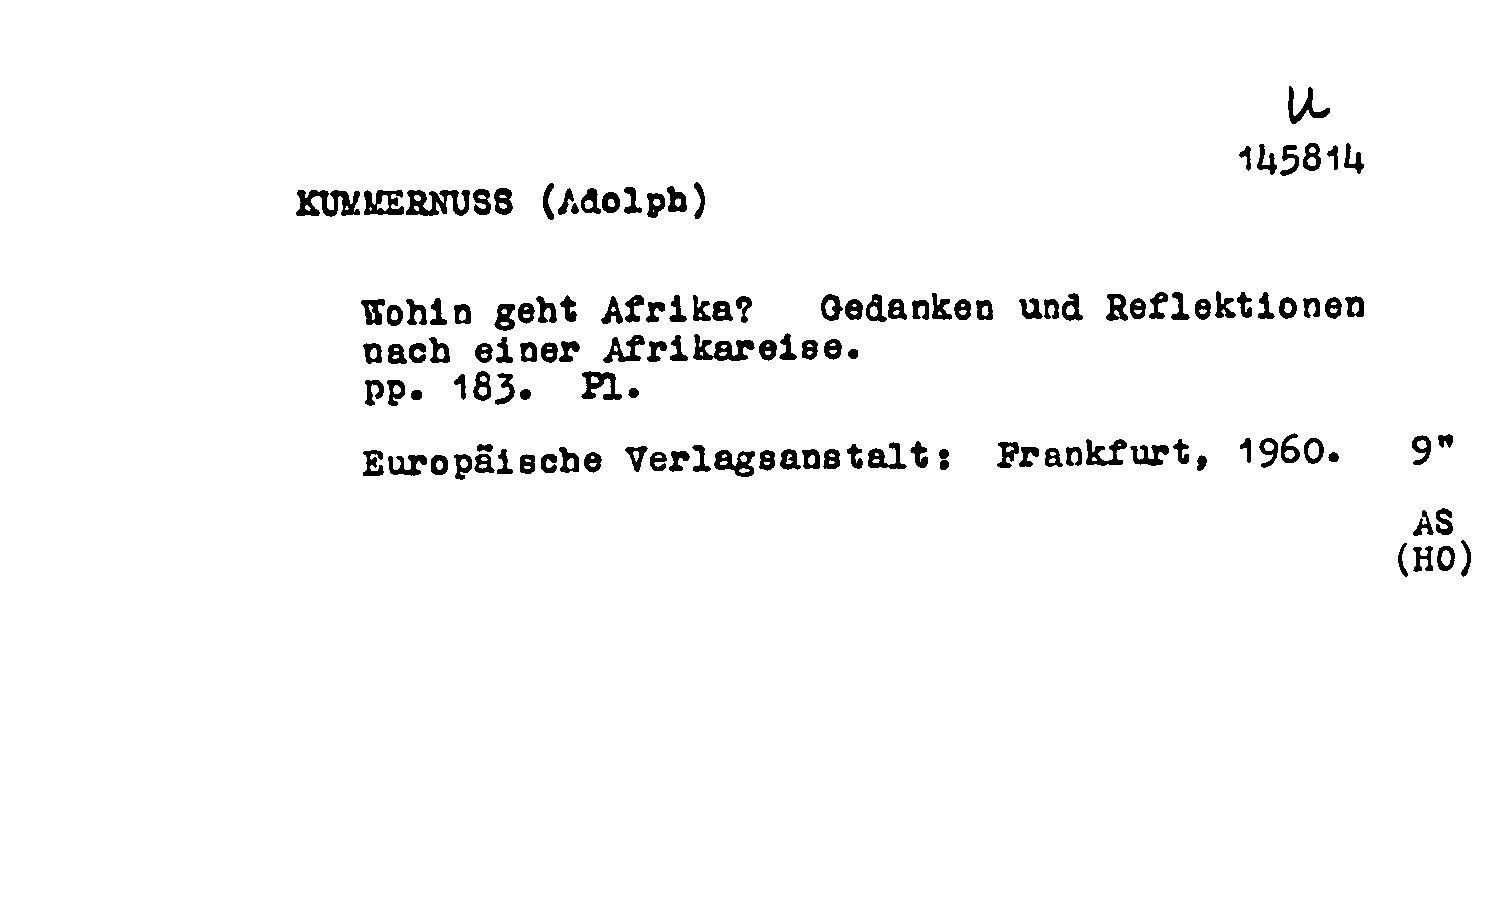 u
145814
KUMMERNUSS (Adolph)
Wohin geht Afrika? Gedanken und Reflektionen
nach einer Afrikareise.
pp. 183. Pl.
Europäische Verlagsanstalt: Frankfurt, 1960. 9"
AS
(HO)